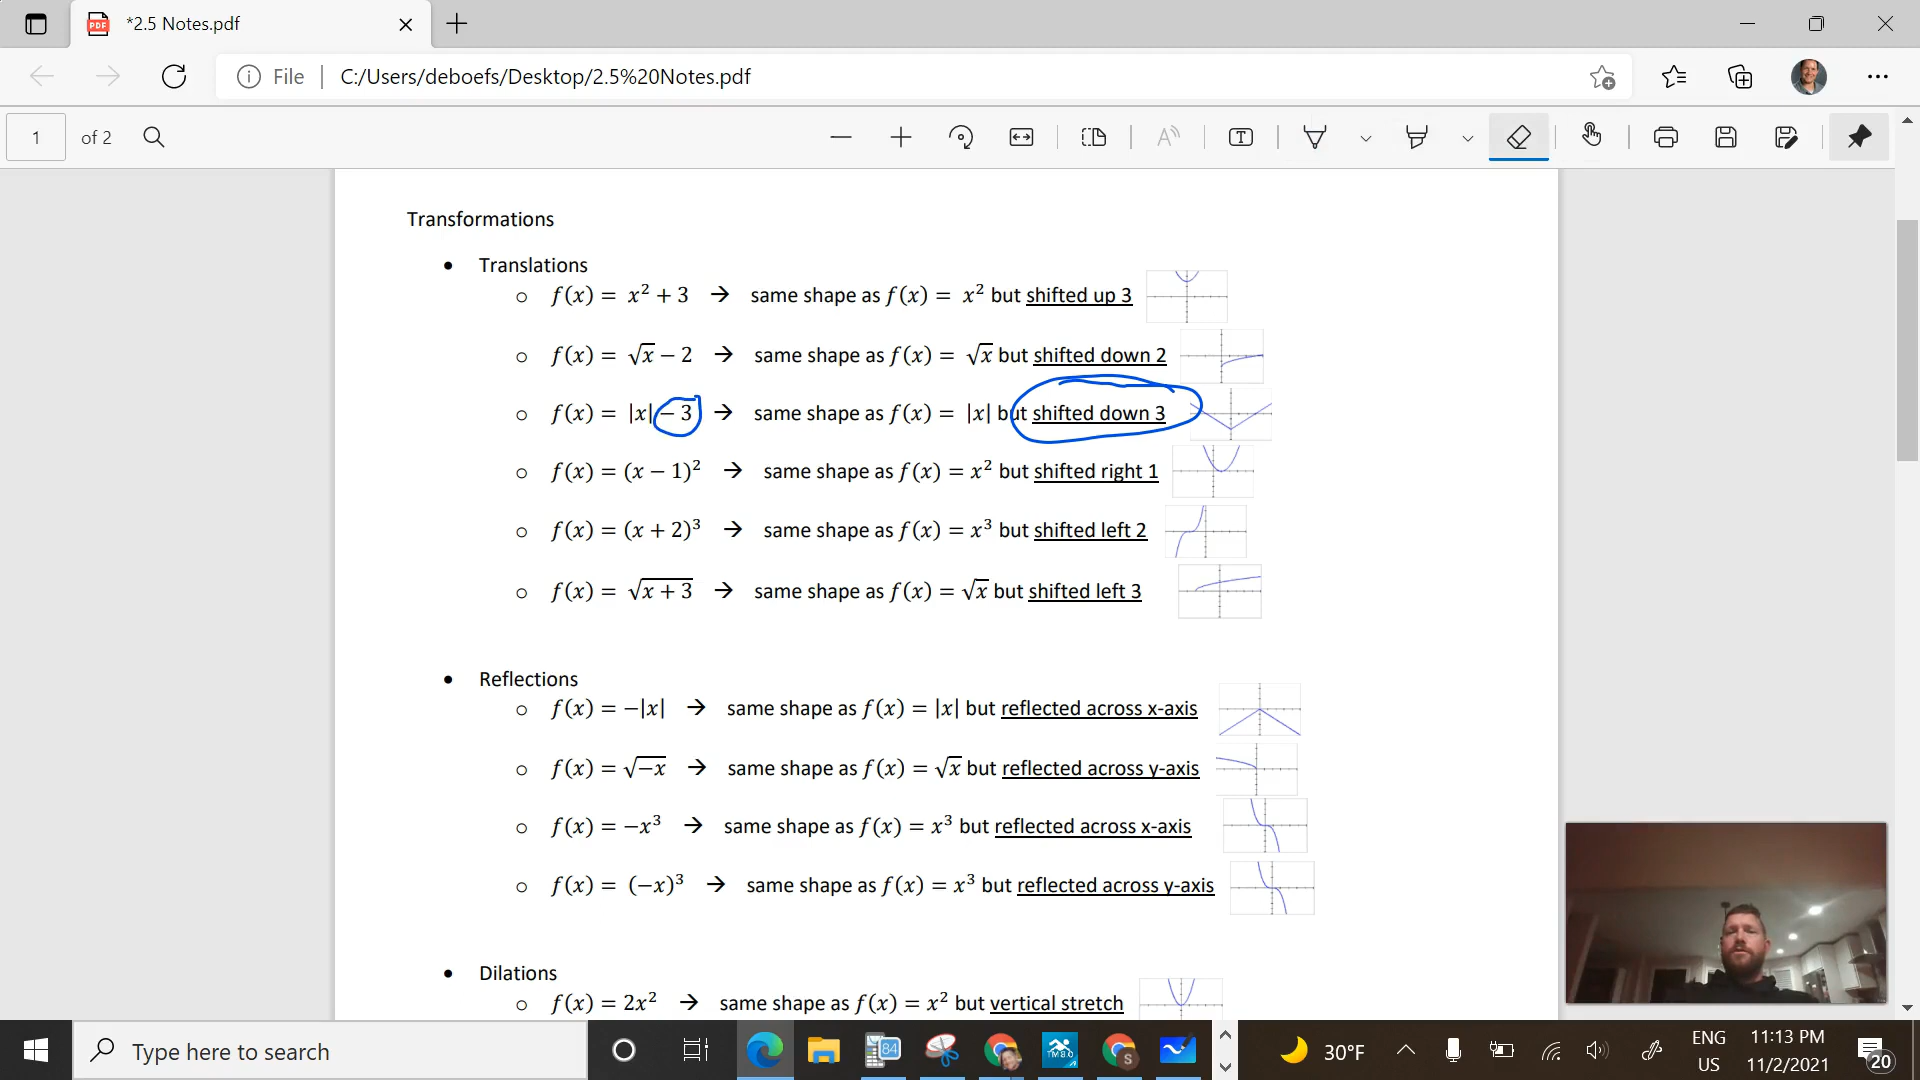 *2.5 Notes.pdf
File | C:/Users/deboefs/Desktop/2.5%20Notes.pdf
1 of 2
Transformations
• Translations
o f(x) = x² + 3 → same shape as f(x) = x² but shifted up 3
o f(x) = √x − 2 → same shape as f(x) = √x but shifted down 2
o f(x) = |x| − 3 → same shape as f(x) = |x| but shifted down 3
o f(x) = (x − 1)² → same shape as f(x) = x² but shifted right 1
o f(x) = (x + 2)³ → same shape as f(x) = x³ but shifted left 2
o f(x) = √(x + 3) → same shape as f(x) = √x but shifted left 3
• Reflections
o f(x) = −|x| → same shape as f(x) = |x| but reflected across x-axis
o f(x) = √−x → same shape as f(x) = √x but reflected across y-axis
o f(x) = −x³ → same shape as f(x) = x³ but reflected across x-axis
o f(x) = (−x)³ → same shape as f(x) = x³ but reflected across y-axis
• Dilations
o f(x) = 2x² → same shape as f(x) = x² but vertical stretch
Type here to search
84
TM 8.0
S
30°F
ENG
US
11:13 PM
11/2/2021
20